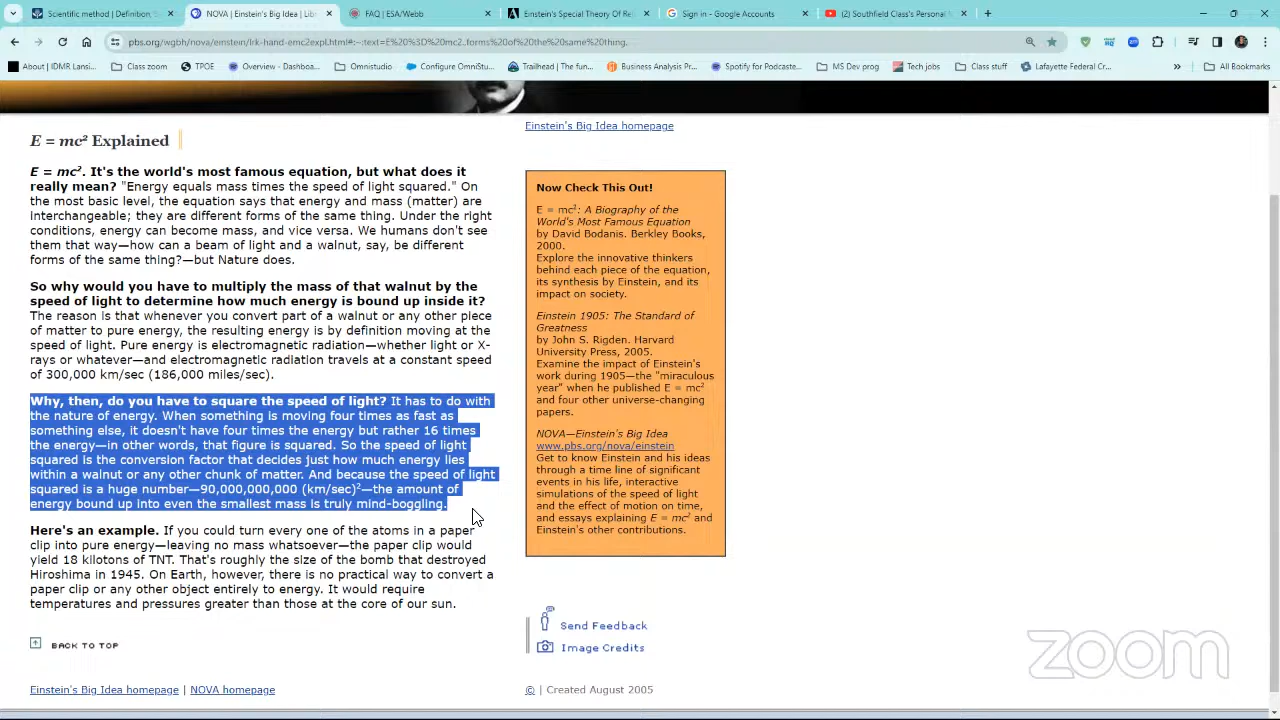 Scientific method | Definition,
NOVA | Einstein's Big Idea | Lib
FAQ | ESA/Webb
Einstein's Special Theory Of Rel
Sign in - Google Accounts
(2) Southfield Class's Personal
pbs.org/wgbh/nova/einstein/lrk-hand-emc2expl.html#:~:text=E%20%3D%20mc2.,forms%20of%20the%20same%20thing.
About | IDMR Lansi...
Class zoom
TPOE
Overview - Dashboa...
Omnistudio
Configure OmniStu...
Trailhead | The fun...
Business Analysis Pr...
Spotify for Podcaste...
MS Dev prog
Tech jobs
Class stuff
Lafayette Federal Cr...
All Bookmarks
E = mc² Explained
E = mc². It's the world's most famous equation, but what does it
really mean? "Energy equals mass times the speed of light squared." On
the most basic level, the equation says that energy and mass (matter) are
interchangeable; they are different forms of the same thing. Under the right
conditions, energy can become mass, and vice versa. We humans don't see
them that way—how can a beam of light and a walnut, say, be different
forms of the same thing?—but Nature does.
So why would you have to multiply the mass of that walnut by the
speed of light to determine how much energy is bound up inside it?
The reason is that whenever you convert part of a walnut or any other piece
of matter to pure energy, the resulting energy is by definition moving at the
speed of light. Pure energy is electromagnetic radiation—whether light or X-
rays or whatever—and electromagnetic radiation travels at a constant speed
of 300,000 km/sec (186,000 miles/sec).
Why, then, do you have to square the speed of light? It has to do with
the nature of energy. When something is moving four times as fast as
something else, it doesn't have four times the energy but rather 16 times
the energy—in other words, that figure is squared. So the speed of light
squared is the conversion factor that decides just how much energy lies
within a walnut or any other chunk of matter. And because the speed of light
squared is a huge number—90,000,000,000 (km/sec)²—the amount of
energy bound up into even the smallest mass is truly mind-boggling.
Here's an example. If you could turn every one of the atoms in a paper
clip into pure energy—leaving no mass whatsoever—the paper clip would
yield 18 kilotons of TNT. That's roughly the size of the bomb that destroyed
Hiroshima in 1945. On Earth, however, there is no practical way to convert a
paper clip or any other object entirely to energy. It would require
temperatures and pressures greater than those at the core of our sun.
BACK TO TOP
Einstein's Big Idea homepage | NOVA homepage
Einstein's Big Idea homepage
Now Check This Out!
E = mc²: A Biography of the
World's Most Famous Equation
by David Bodanis. Berkley Books,
2000.
Explore the innovative thinkers
behind each piece of the equation,
its synthesis by Einstein, and its
impact on society.
Einstein 1905: The Standard of
Greatness
by John S. Rigden. Harvard
University Press, 2005.
Examine the impact of Einstein's
work during 1905—the "miraculous
year" when he published E = mc²
and four other universe-changing
papers.
NOVA—Einstein's Big Idea
www.pbs.org/nova/einstein
Get to know Einstein and his ideas
through a time line of significant
events in his life, interactive
simulations of the speed of light
and the effect of motion on time,
and essays explaining E = mc² and
Einstein's other contributions.
Send Feedback
Image Credits
© | Created August 2005
zoom